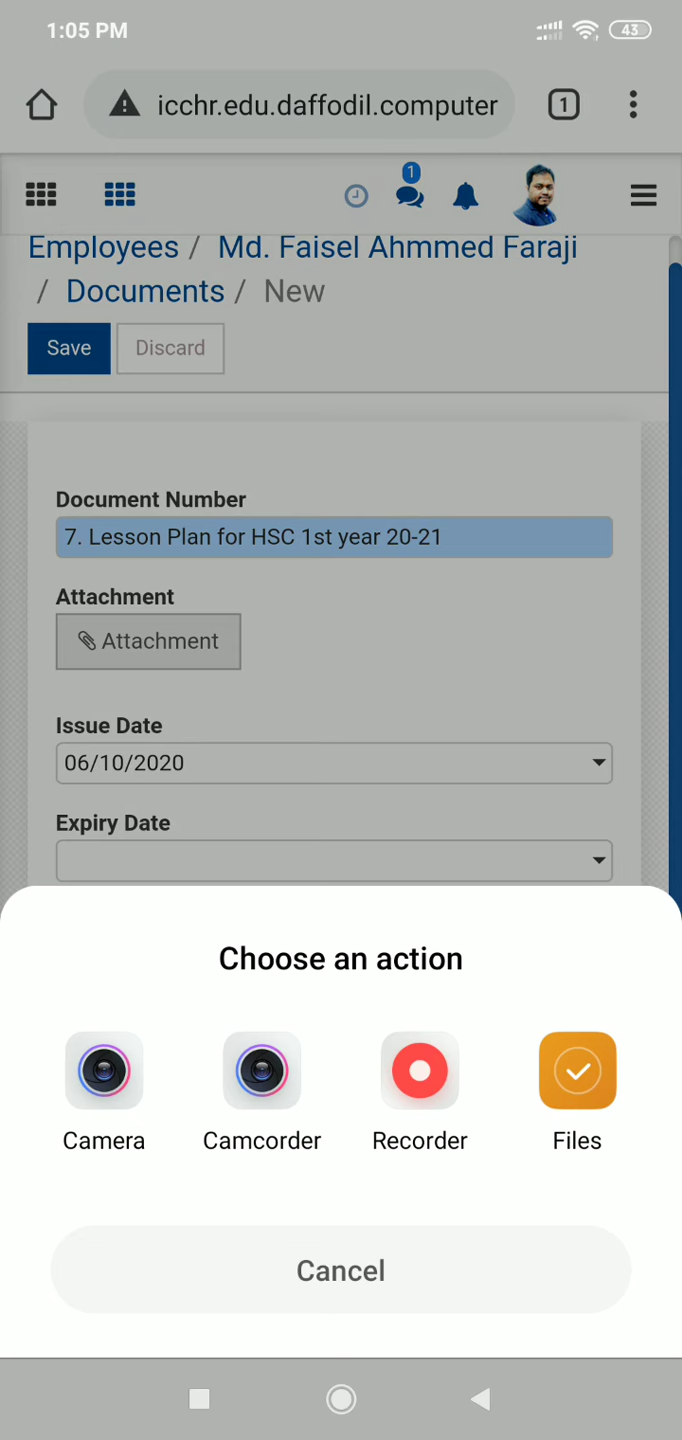 1:05 PM
43
icchr.edu.daffodil.computer
1
1
Employees / Md. Faisel Ahmmed Faraji
/ Documents / New
Save
Discard
Document Number
7. Lesson Plan for HSC 1st year 20-21
Attachment
Attachment
Issue Date
06/10/2020
Expiry Date
Choose an action
Camera
Camcorder
Recorder
Files
Cancel